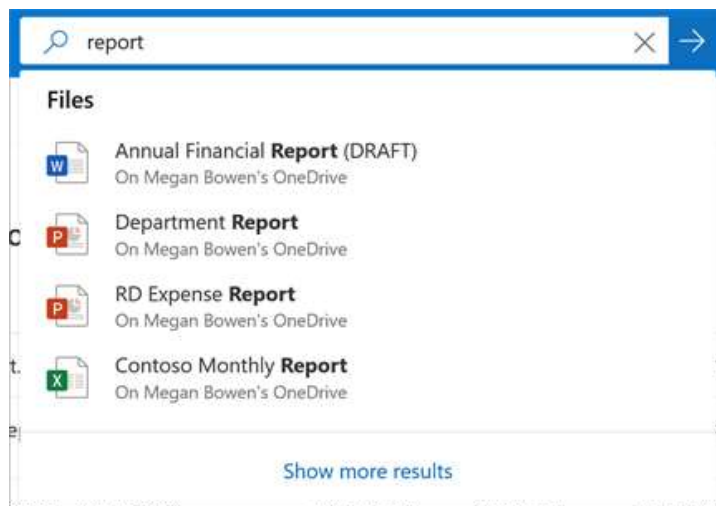 report
Files
Annual Financial Report (DRAFT)
On Megan Bowen's OneDrive
Department Report
On Megan Bowen's OneDrive
RD Expense Report
On Megan Bowen's OneDrive
Contoso Monthly Report
On Megan Bowen's OneDrive
Show more results